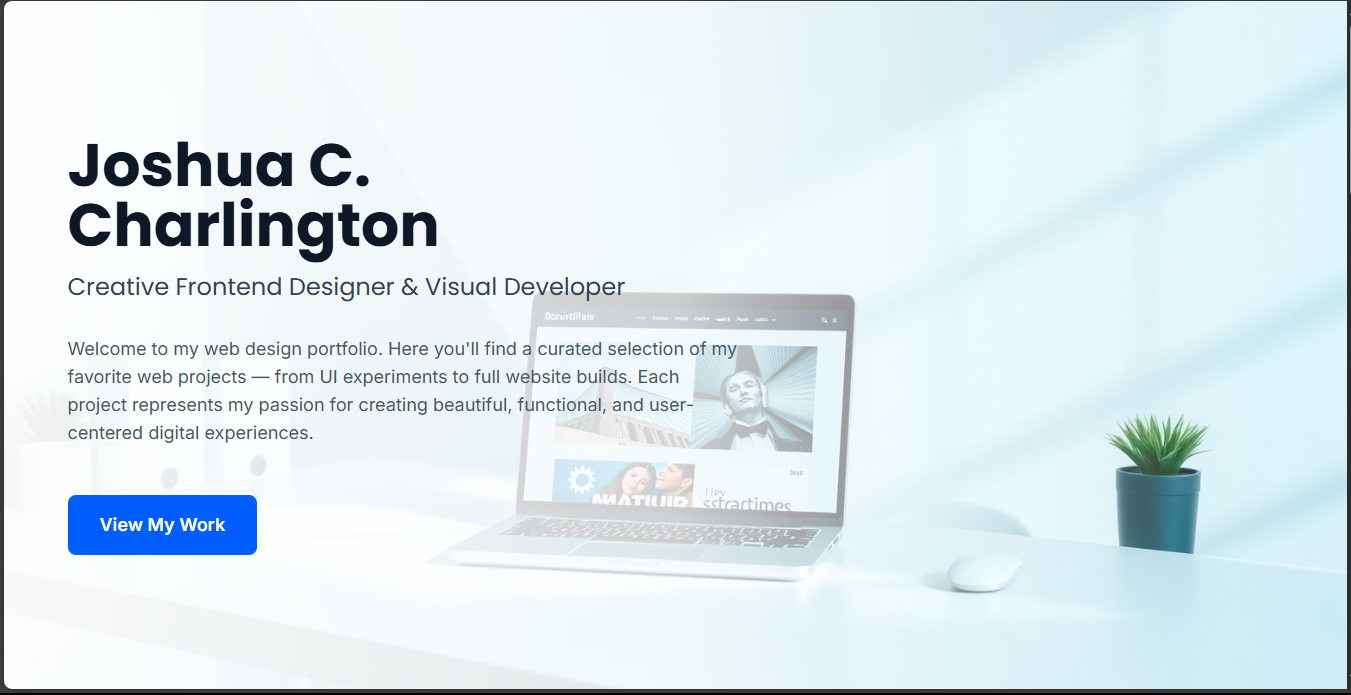 Joshua C.
Charlington
Creative Frontend Designer & Visual Developer
Welcome to my web design portfolio. Here you'll find a curated selection of my
favorite web projects — from UI experiments to full website builds. Each
project represents my passion for creating beautiful, functional, and user-
centered digital experiences.
View My Work